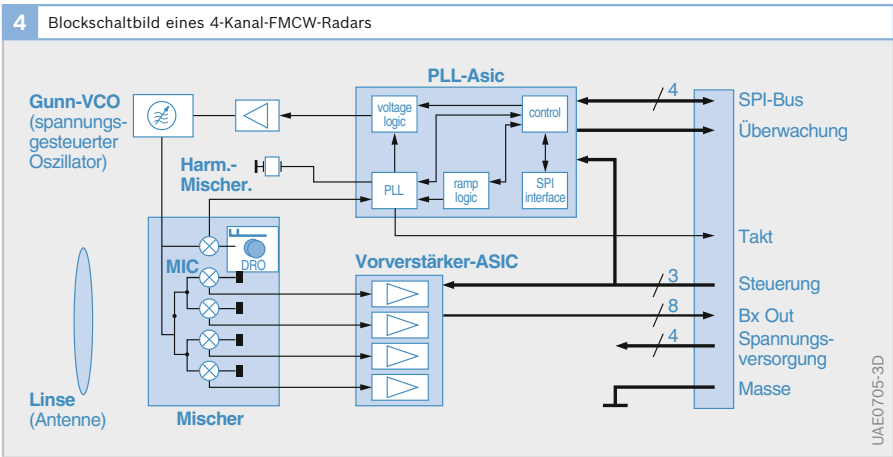 4 Blockschaltbild eines 4-Kanal-FMCW-Radars
PLL-Asic
Gunn-VCO
(spannungs-
gesteuerter
Oszillator)
voltage
logic
control
4
SPI-Bus
Überwachung
Harm.-
Mischer.
PLL
ramp
logic
SPI
interface
Takt
MIC
DRO
Vorverstärker-ASIC
3
Steuerung
8
Bx Out
4
Spannungs-
versorgung
Masse
Linse
(Antenne)
Mischer
UAE0705-3D